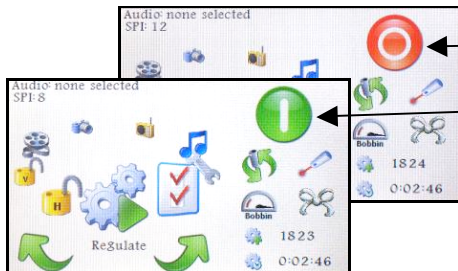 Audio: none selected
SPI: 12
Bobbin
1824
0:02:46
Audio: none selected
SPI: 8
V
H
Regulate
Bobbin
1823
0:02:46